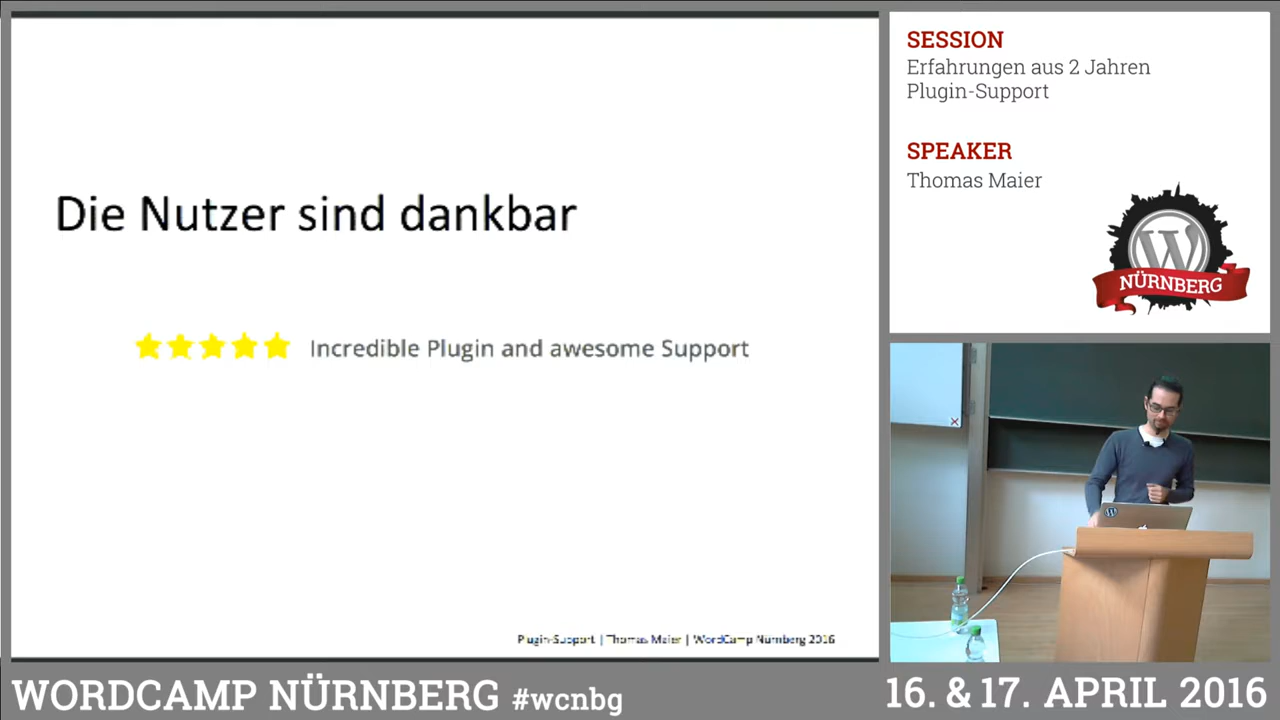 Die Nutzer sind dankbar
Incredible Plugin and awesome Support
Plugin-Support | Thomas Maier | WordCamp Nürnberg 2016
SESSION
Erfahrungen aus 2 Jahren
Plugin-Support
SPEAKER
Thomas Maier
W
NÜRNBERG
WORDCAMP NÜRNBERG #wcnbg
16. & 17. APRIL 2016